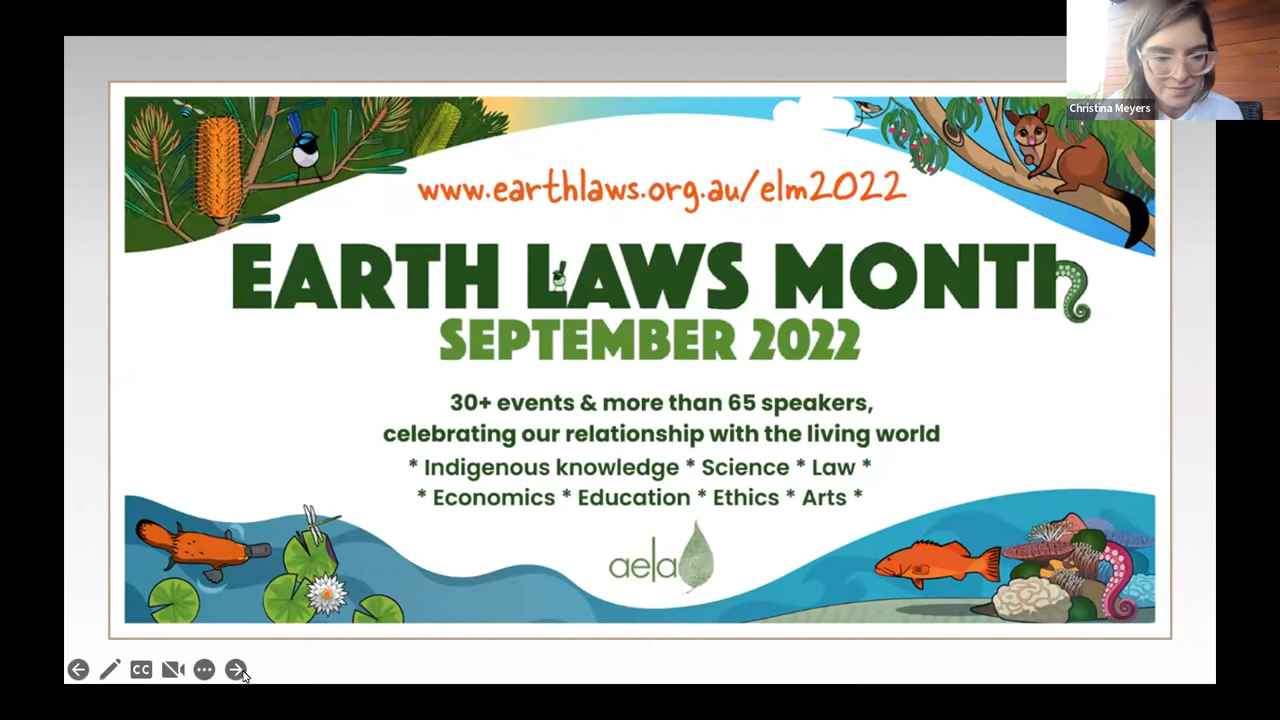 Christina Meyers
www.earthlaws.org.au/elm2022
EARTH LAWS MONTH
SEPTEMBER 2022
30+ events & more than 65 speakers,
celebrating our relationship with the living world
* Indigenous knowledge * Science * Law *
* Economics * Education * Ethics * Arts *
aela
CC